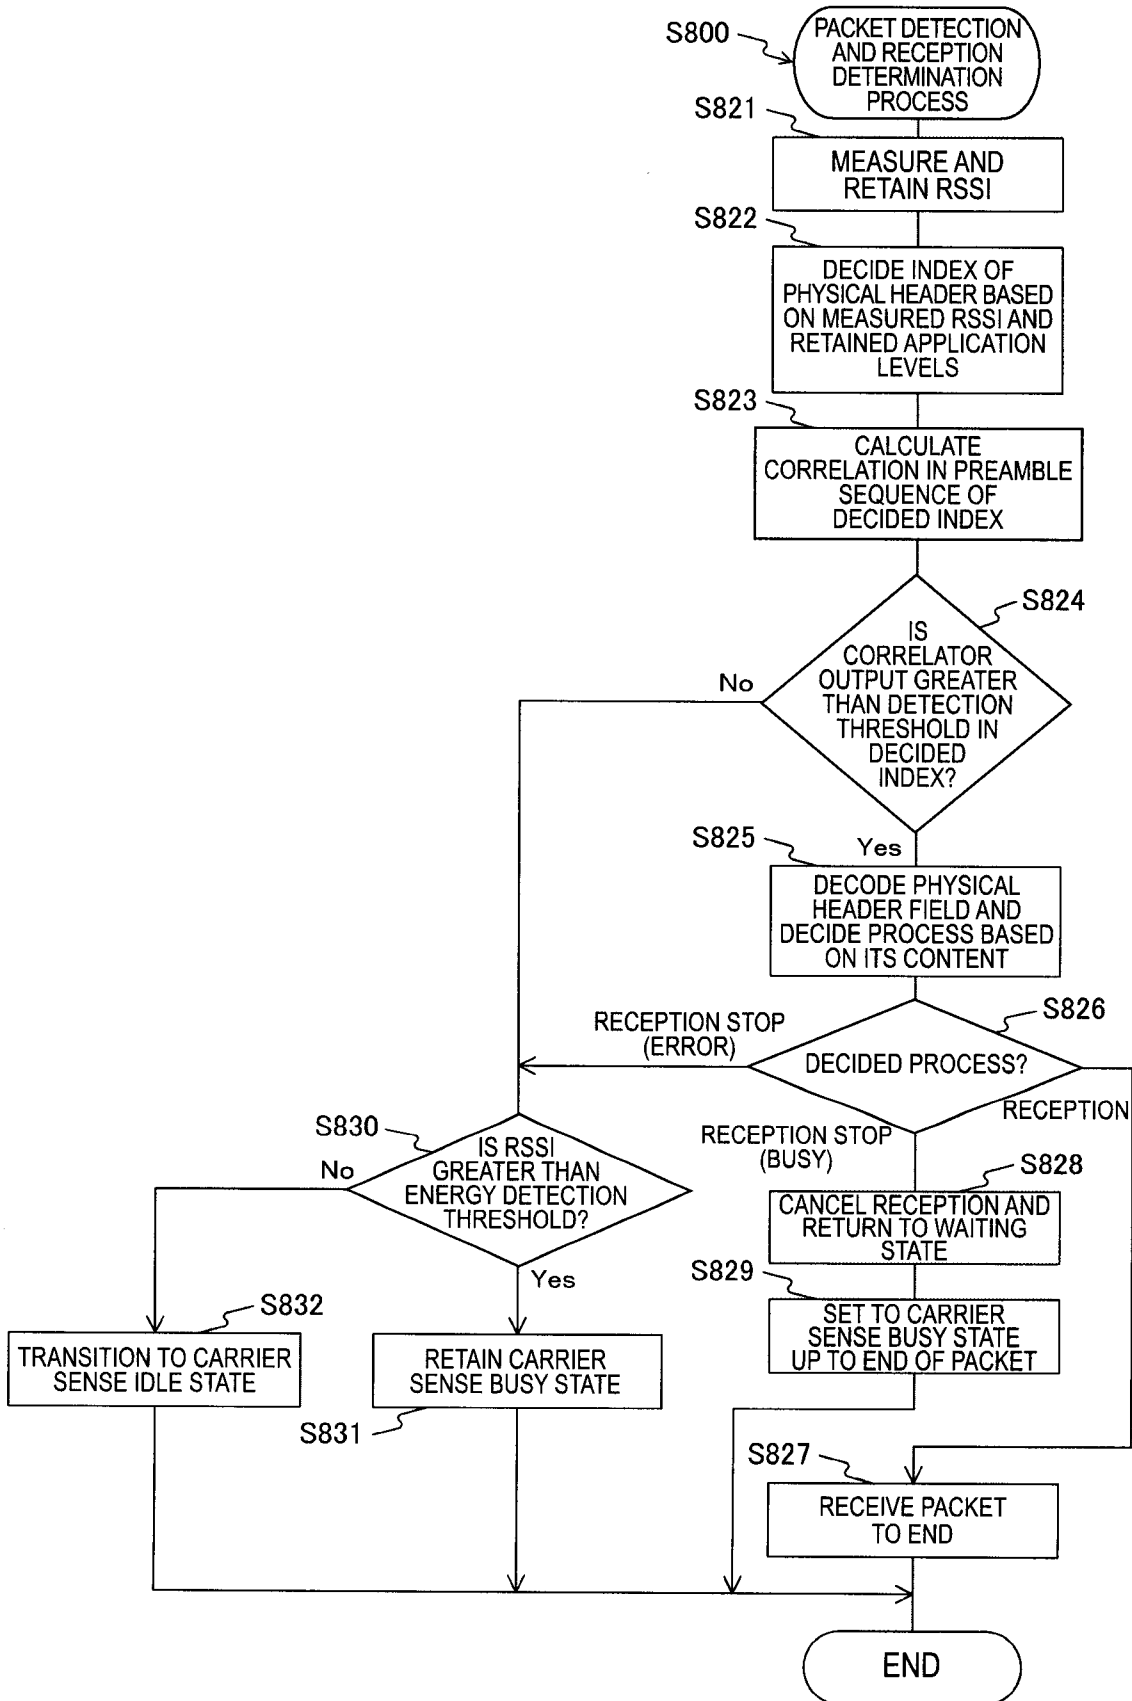 S800
PACKET DETECTION
AND RECEPTION
DETERMINATION
PROCESS
S821
MEASURE AND
RETAIN RSSI
S822
DECIDE INDEX OF
PHYSICAL HEADER BASED
ON MEASURED RSSI AND
RETAINED APPLICATION
LEVELS
S823
CALCULATE
CORRELATION IN PREAMBLE
SEQUENCE OF
DECIDED INDEX
S824
IS
CORRELATOR
OUTPUT GREATER
THAN DETECTION
THRESHOLD IN
DECIDED
INDEX?
No
Yes
S825
DECODE PHYSICAL
HEADER FIELD AND
DECIDE PROCESS BASED
ON ITS CONTENT
S826
DECIDED PROCESS?
RECEPTION STOP
(ERROR)
RECEPTION
RECEPTION STOP
(BUSY)
S830
IS RSSI
GREATER THAN
ENERGY DETECTION
THRESHOLD?
No
Yes
S828
CANCEL RECEPTION AND
RETURN TO WAITING
STATE
S829
SET TO CARRIER
SENSE BUSY STATE
UP TO END OF PACKET
S832
TRANSITION TO CARRIER
SENSE IDLE STATE
RETAIN CARRIER
SENSE BUSY STATE
S831
S827
RECEIVE PACKET
TO END
END